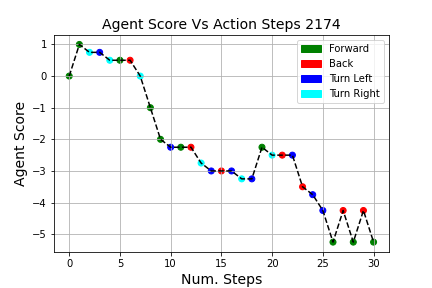 Agent Score Vs Action Steps 2174
Agent Score
1
0
−1
−2
−3
−4
−5
Forward
Back
Turn Left
Turn Right
0
5
10
15
20
25
30
Num. Steps